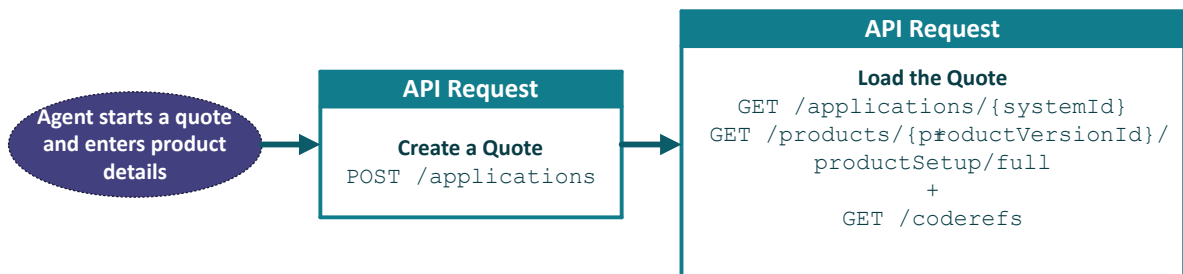 Agent starts a quote
and enters product
details
API Request
Create a Quote
POST /applications
API Request
Load the Quote
GET /applications/{systemId}
GET /products/{productVersionId}/
productSetup/full
+
GET /coderefs